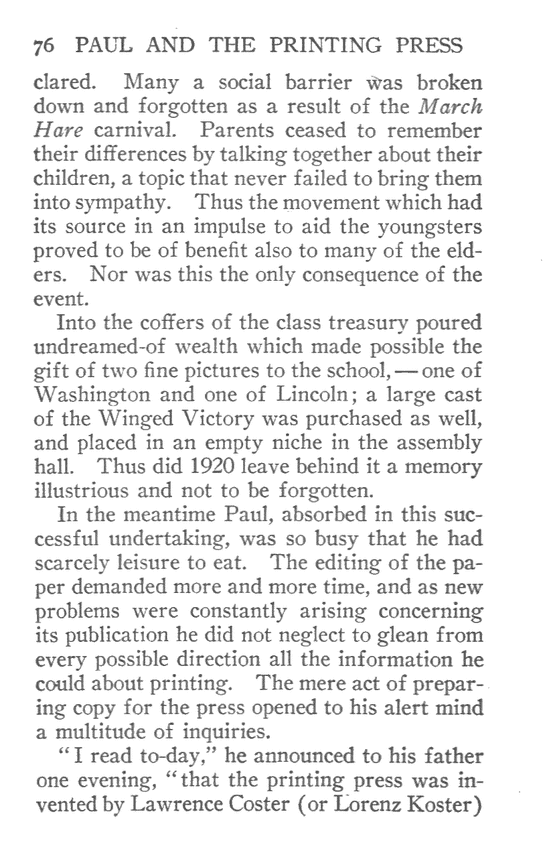 76 PAUL AND THE PRINTING PRESS
clared. Many a social barrier was broken
down and forgotten as a result of the March
Hare carnival. Parents ceased to remember
their differences by talking together about their
children, a topic that never failed to bring them
into sympathy. Thus the movement which had
its source in an impulse to aid the youngsters
proved to be of benefit also to many of the eld-
ers. Nor was this the only consequence of the
event.
Into the coffers of the class treasury poured
undreamed-of wealth which made possible the
gift of two fine pictures to the school, — one of
Washington and one of Lincoln; a large cast
of the Winged Victory was purchased as well,
and placed in an empty niche in the assembly
hall. Thus did 1920 leave behind it a memory
illustrious and not to be forgotten.
In the meantime Paul, absorbed in this suc-
cessful undertaking, was so busy that he had
scarcely leisure to eat. The editing of the pa-
per demanded more and more time, and as new
problems were constantly arising concerning
its publication he did not neglect to glean from
every possible direction all the information he
could about printing. The mere act of prepar-
ing copy for the press opened to his alert mind
a multitude of inquiries.
“I read to-day,” he announced to his father
one evening, “that the printing press was in-
vented by Lawrence Coster (or Lorenz Koster)